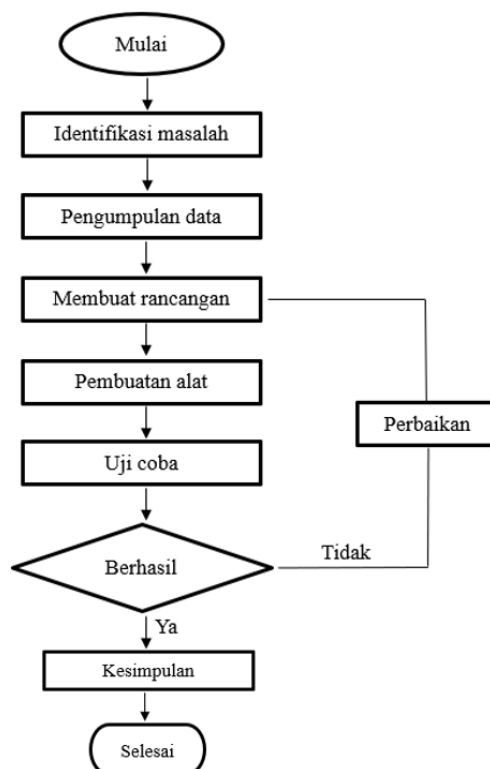 Mulai
Identifikasi masalah
Pengumpulan data
Membuat rancangan
Pembuatan alat
Perbaikan
Uji coba
Berhasil
Tidak
Ya
Kesimpulan
Selesai